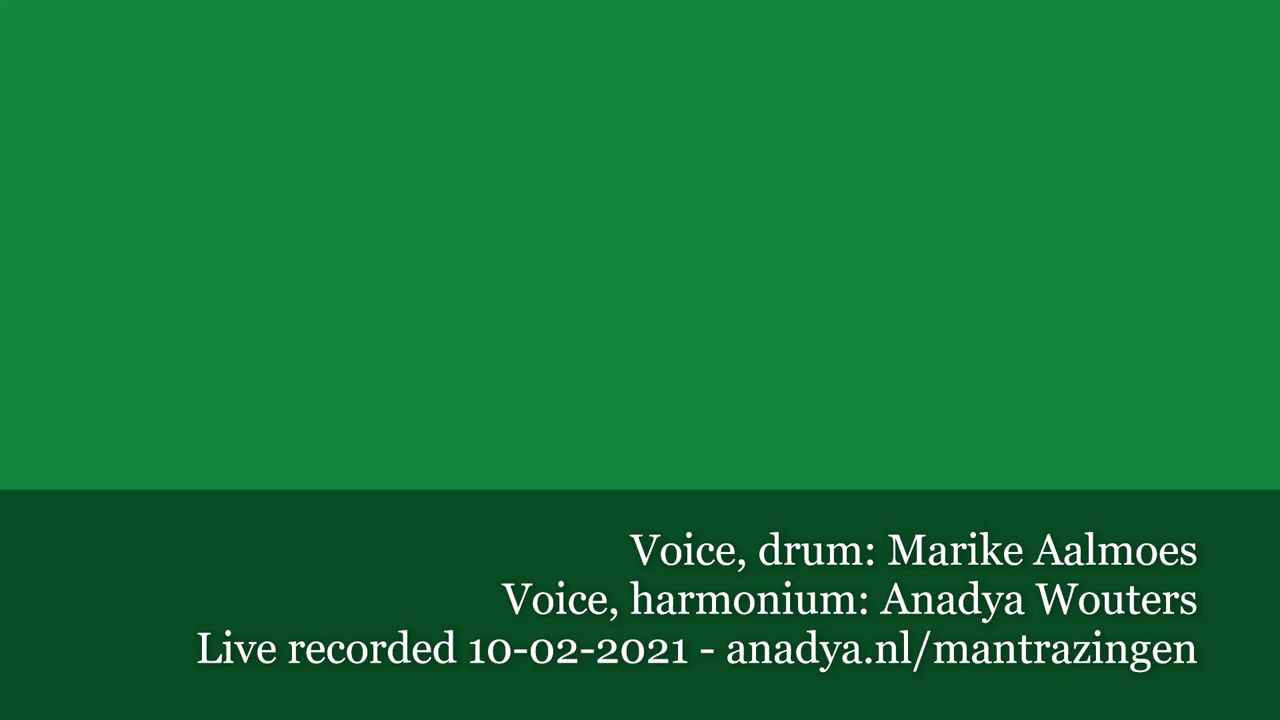 Voice, drum: Marike Aalmoes
Voice, harmonium: Anadya Wouters
Live recorded 10-02-2021 - anadya.nl/mantrazingen